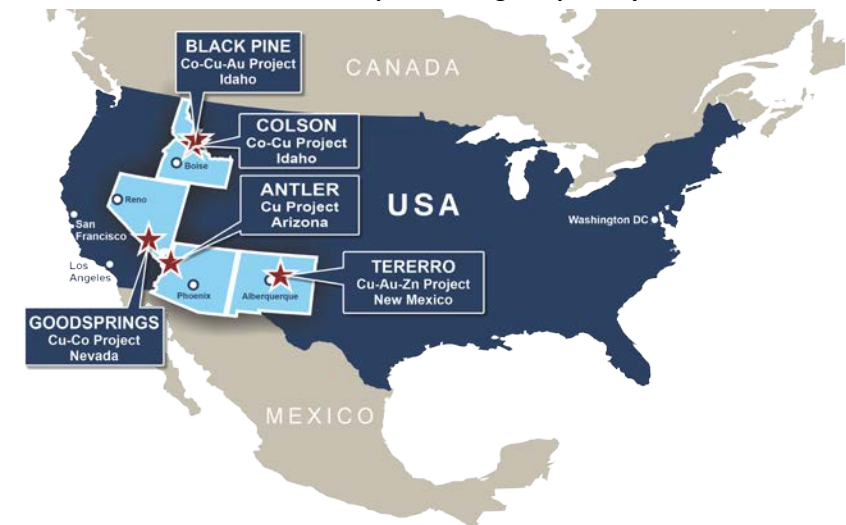 BLACK PINE
Co-Cu-Au Project
Idaho
CANADA
COLSON
Co-Cu Project
Idaho
Boise
ANTLER
Cu Project
Arizona
Reno
USA
San
Francisco
Washington DC
Los
Angeles
TERERRO
Cu-Au-Zn Project
New Mexico
Phoenix
Alberquerque
GOODSPRINGS
Cu-Co Project
Nevada
MEXICO